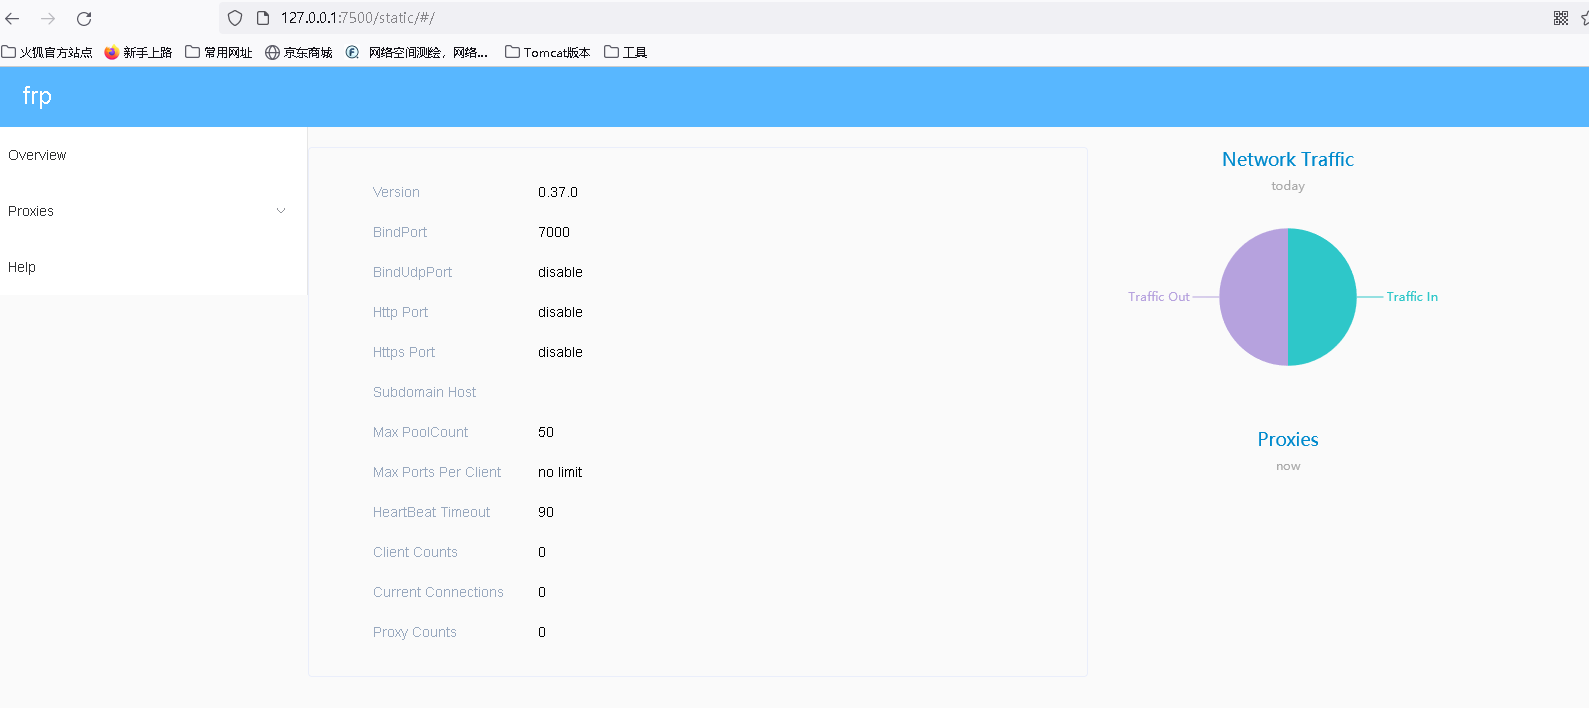 127.0.0.1:7500/static/#/
火狐官方站点 新手上路 常用网址 京东商城 网络空间测绘，网络... Tomcat版本 工具
frp
Overview
Proxies
Help
Version 0.37.0
BindPort 7000
BindUdpPort disable
Http Port disable
Https Port disable
Subdomain Host
Max PoolCount 50
Max Ports Per Client no limit
HeartBeat Timeout 90
Client Counts 0
Current Connections 0
Proxy Counts 0
Network Traffic
today
Traffic Out Traffic In
Proxies
now